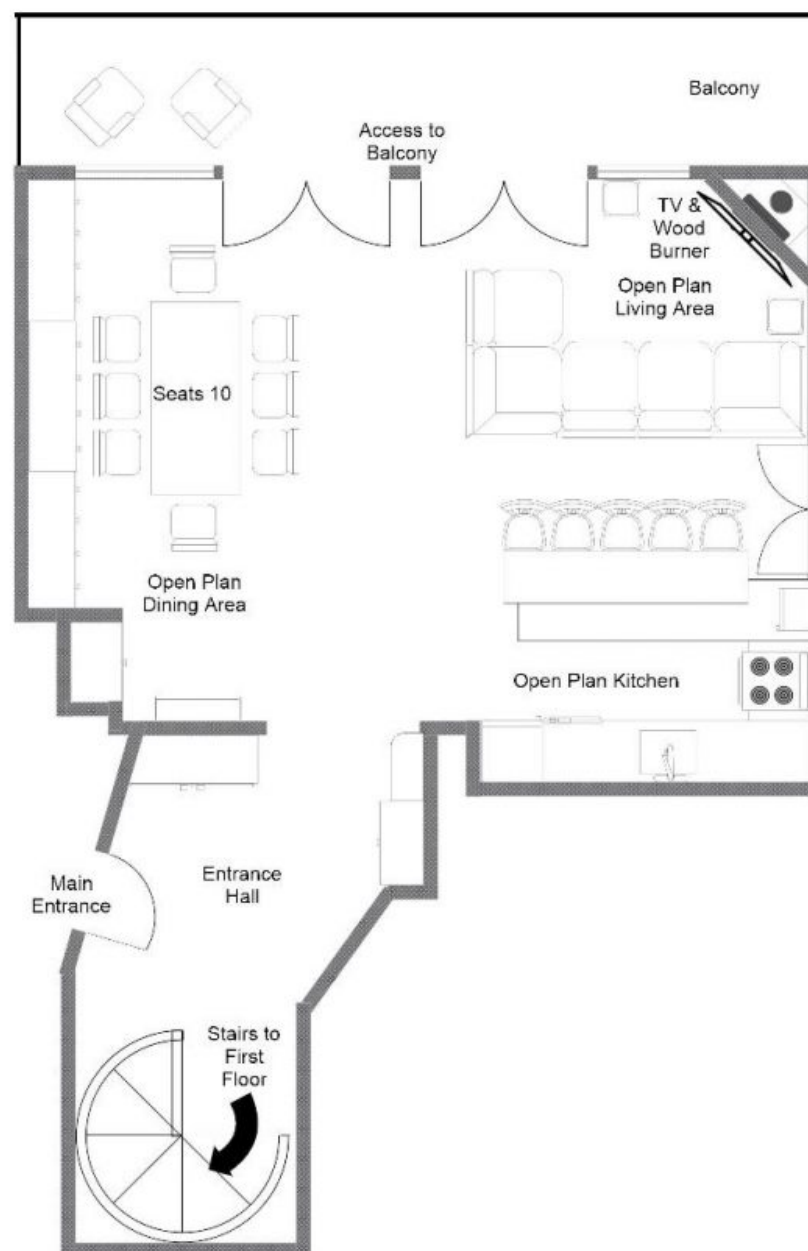 Balcony
Access to
Balcony
TV &
Wood
Burner
Open Plan
Living Area
Seats 10
Open Plan
Dining Area
Open Plan Kitchen
Main
Entrance
Entrance
Hall
Stairs to
First
Floor